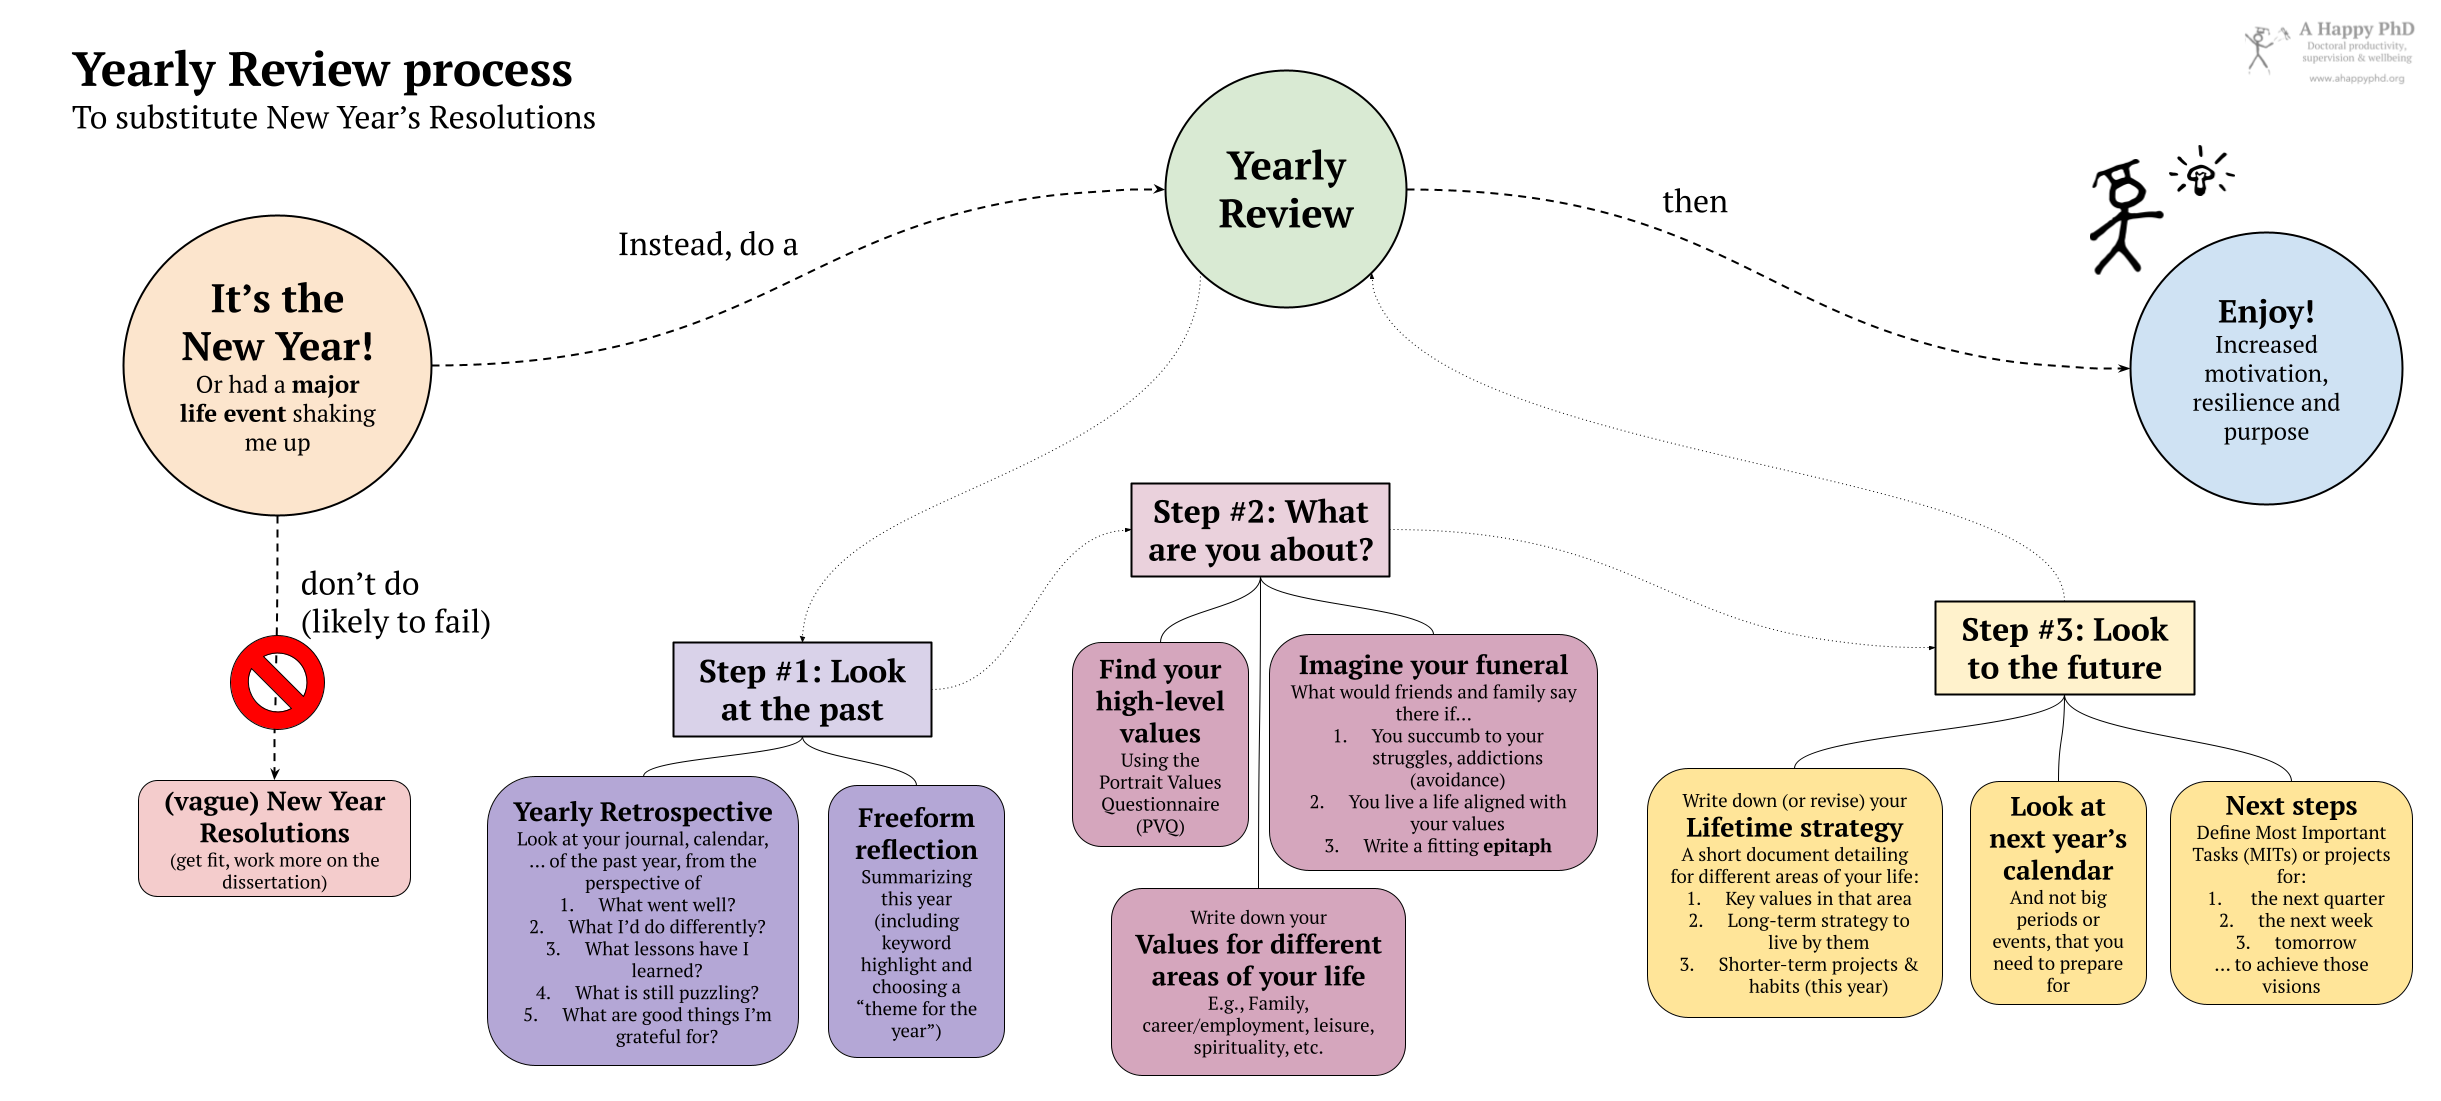 Yearly Review process
To substitute New Year’s Resolutions
A Happy PhD
Doctoral productivity,
supervision & wellbeing
www.ahappyphd.org
It’s the
New Year!
Or had a major
life event shaking
me up
Instead, do a
Yearly
Review
then
Enjoy!
Increased
motivation,
resilience and
purpose
don’t do
(likely to fail)
(vague) New Year
Resolutions
(get fit, work more on the
dissertation)
Step #1: Look
at the past
Yearly Retrospective
Look at your journal, calendar,
… of the past year, from the
perspective of
1. What went well?
2. What I’d do differently?
3. What lessons have I
learned?
4. What is still puzzling?
5. What are good things I’m
grateful for?
Freeform
reflection
Summarizing
this year
(including
keyword
highlight and
choosing a
“theme for the
year”)
Step #2: What
are you about?
Find your
high-level
values
Using the
Portrait Values
Questionnaire
(PVQ)
Imagine your funeral
What would friends and family say
there if…
1. You succumb to your
struggles, addictions
(avoidance)
2. You live a life aligned with
your values
3. Write a fitting epitaph
Write down your
Values for different
areas of your life
E.g., Family,
career/employment, leisure,
spirituality, etc.
Step #3: Look
to the future
Write down (or revise) your
Lifetime strategy
A short document detailing
for different areas of your life:
1. Key values in that area
2. Long-term strategy to
live by them
3. Shorter-term projects &
habits (this year)
Look at
next year’s
calendar
And not big
periods or
events, that you
need to prepare
for
Next steps
Define Most Important
Tasks (MITs) or projects
for:
1. the next quarter
2. the next week
3. tomorrow
… to achieve those
visions